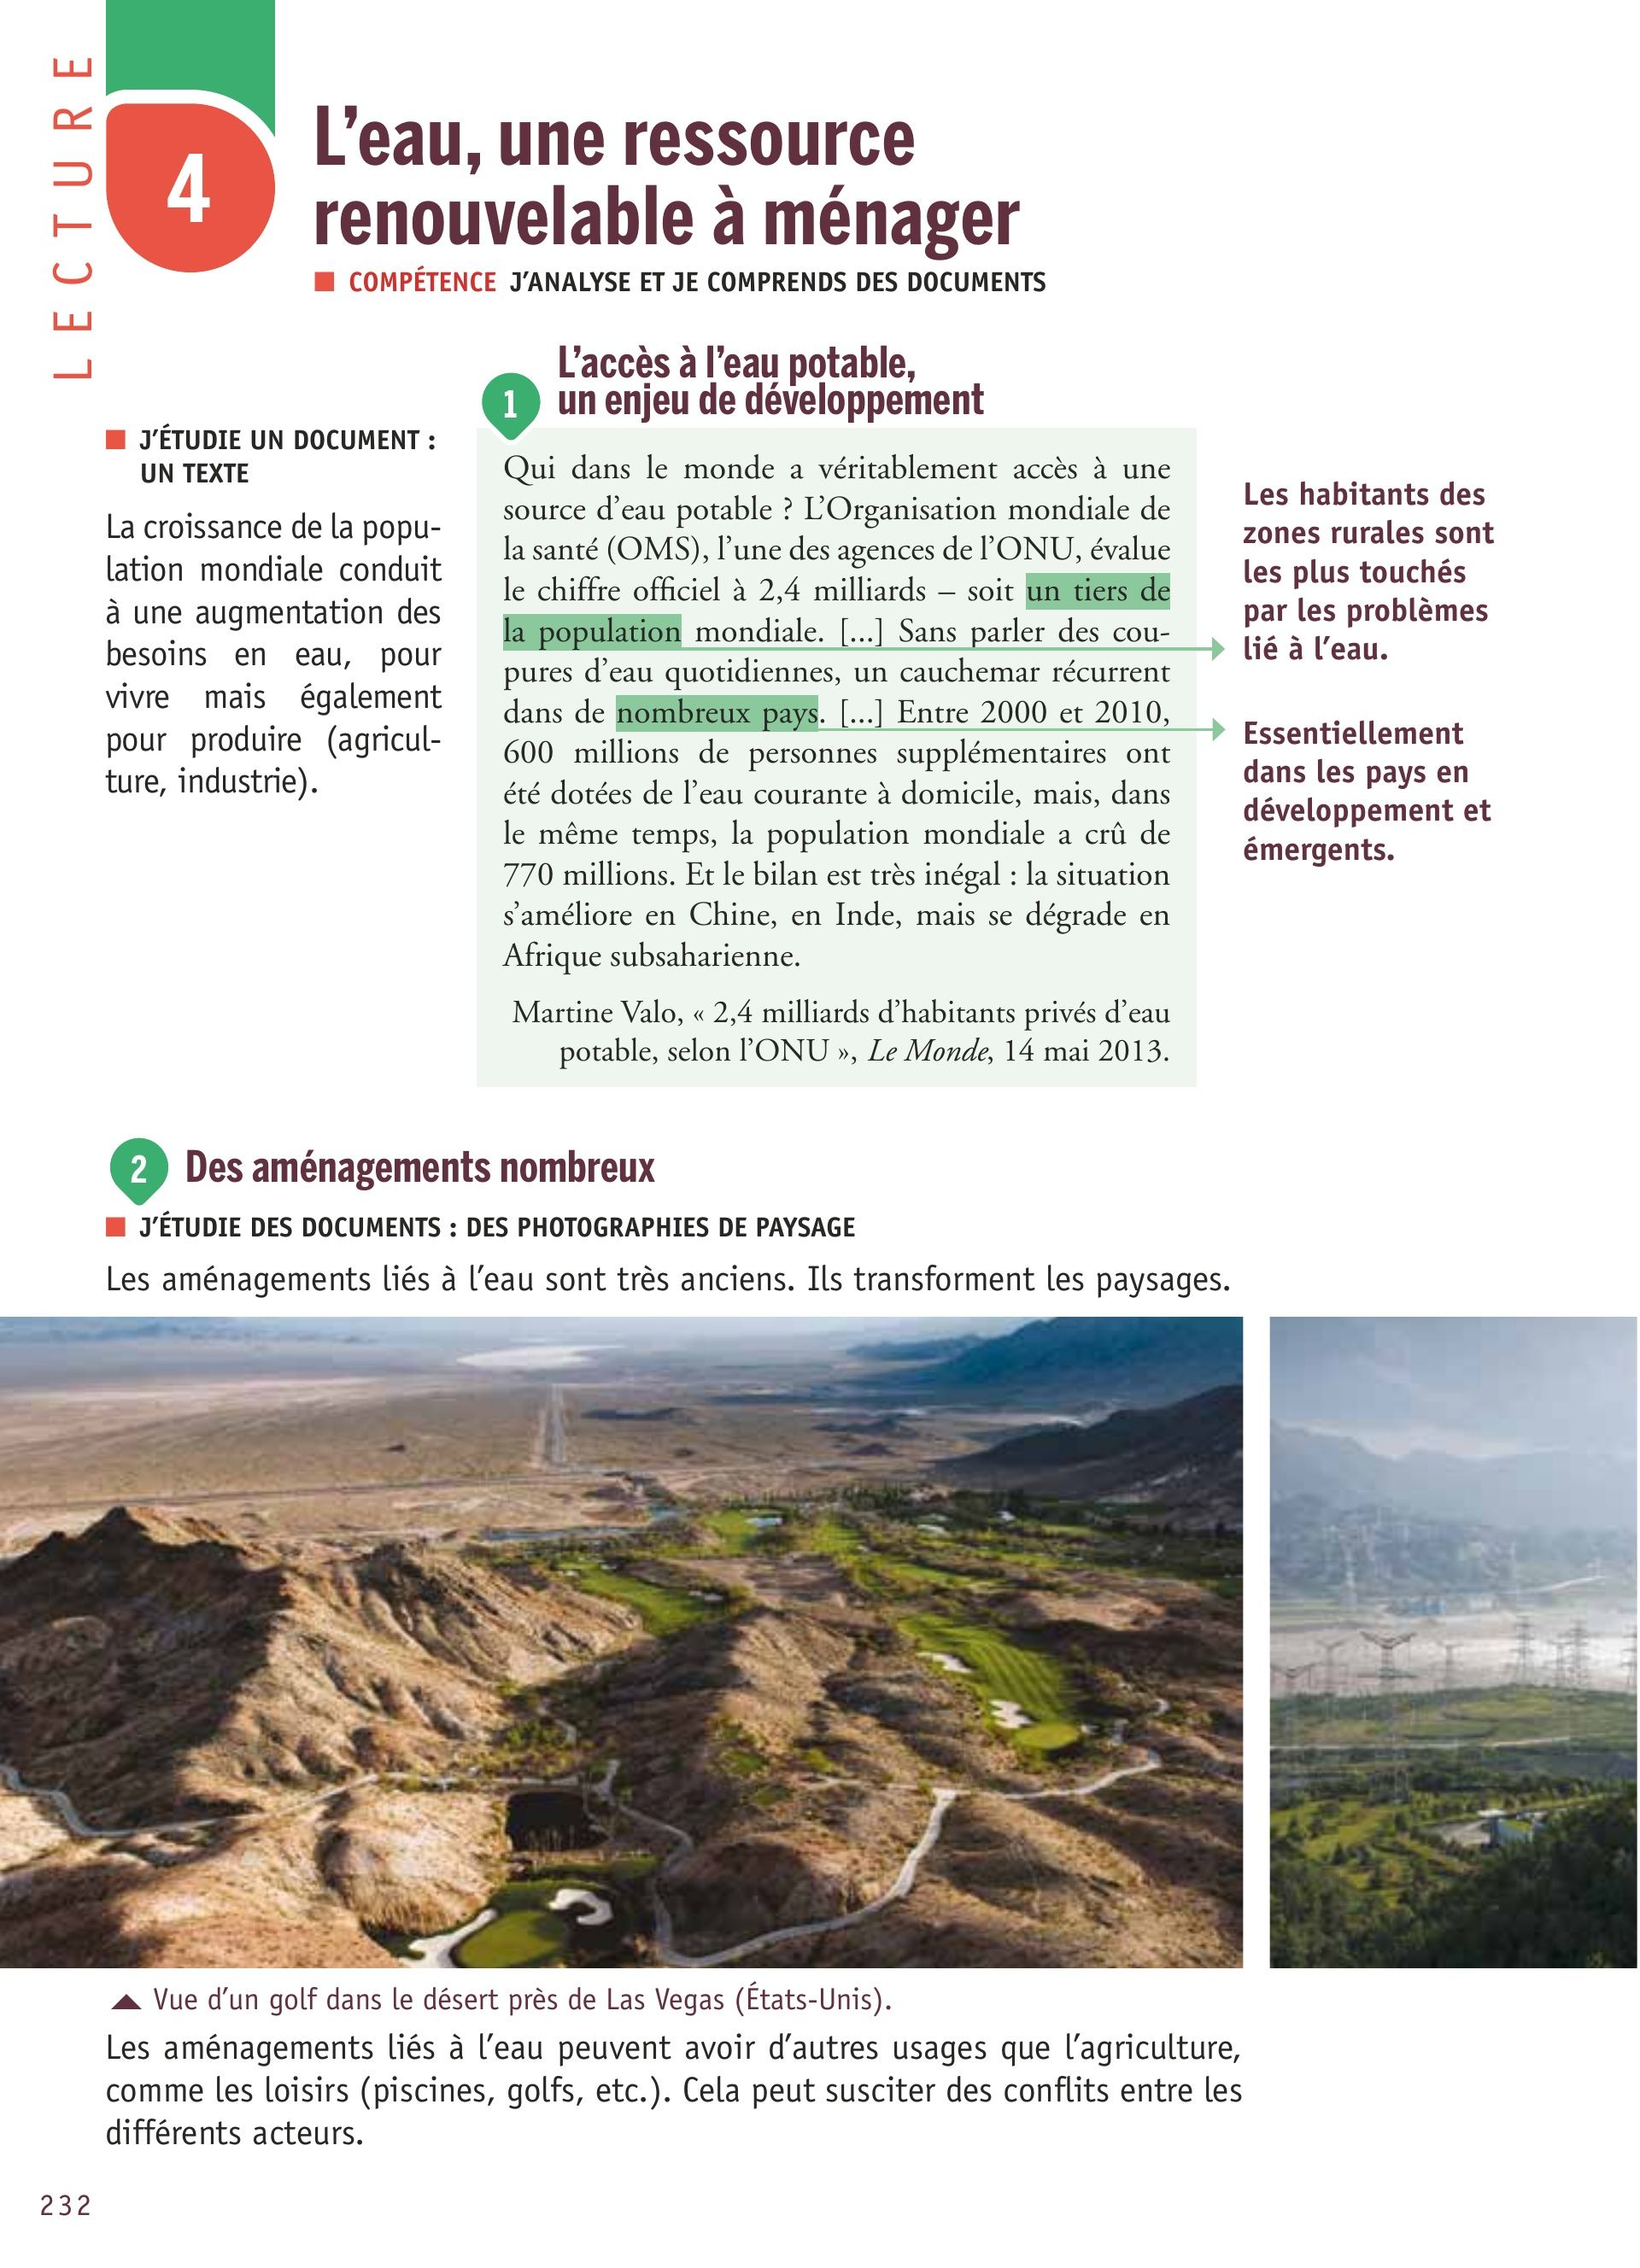 LECTURE
4
L’eau, une ressource
renouvelable à ménager
■ COMPÉTENCE J’ANALYSE ET JE COMPRENDS DES DOCUMENTS
■ J’ÉTUDIE UN DOCUMENT :
UN TEXTE
La croissance de la popu-
lation mondiale conduit
à une augmentation des
besoins en eau, pour
vivre mais également
pour produire (agricul-
ture, industrie).
1
L’accès à l’eau potable,
un enjeu de développement
Qui dans le monde a véritablement accès à une
source d’eau potable ? L’Organisation mondiale de
la santé (OMS), l’une des agences de l’ONU, évalue
le chiffre officiel à 2,4 milliards – soit un tiers de
la population mondiale. [...] Sans parler des cou-
pures d’eau quotidiennes, un cauchemar récurrent
dans de nombreux pays. [...] Entre 2000 et 2010,
600 millions de personnes supplémentaires ont
été dotées de l’eau courante à domicile, mais, dans
le même temps, la population mondiale a crû de
770 millions. Et le bilan est très inégal : la situation
s’améliore en Chine, en Inde, mais se dégrade en
Afrique subsaharienne.
Martine Valo, « 2,4 milliards d’habitants privés d’eau
potable, selon l’ONU », Le Monde, 14 mai 2013.
Les habitants des
zones rurales sont
les plus touchés
par les problèmes
lié à l’eau.
Essentiellement
dans les pays en
développement et
émergents.
2
Des aménagements nombreux
■ J’ÉTUDIE DES DOCUMENTS : DES PHOTOGRAPHIES DE PAYSAGE
Les aménagements liés à l’eau sont très anciens. Ils transforment les paysages.
Vue d’un golf dans le désert près de Las Vegas (États-Unis).
Les aménagements liés à l’eau peuvent avoir d’autres usages que l’agriculture,
comme les loisirs (piscines, golfs, etc.). Cela peut susciter des conflits entre les
différents acteurs.
232